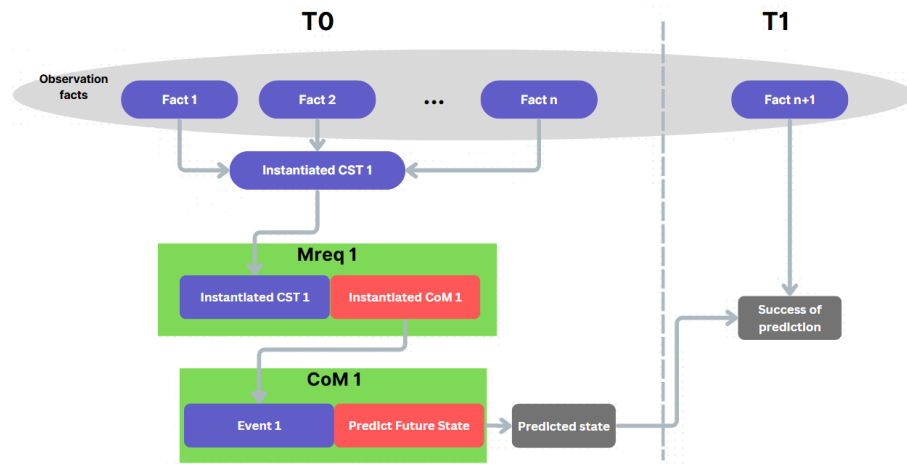 T0
T1
Observation
facts
Fact 1
Fact 2
...
Fact n
Fact n+1
Instantiated CST 1
Mreq 1
Instantiated CST 1
Instantiated CoM 1
Success of
prediction
CoM 1
Event 1
Predict Future State
Predicted state